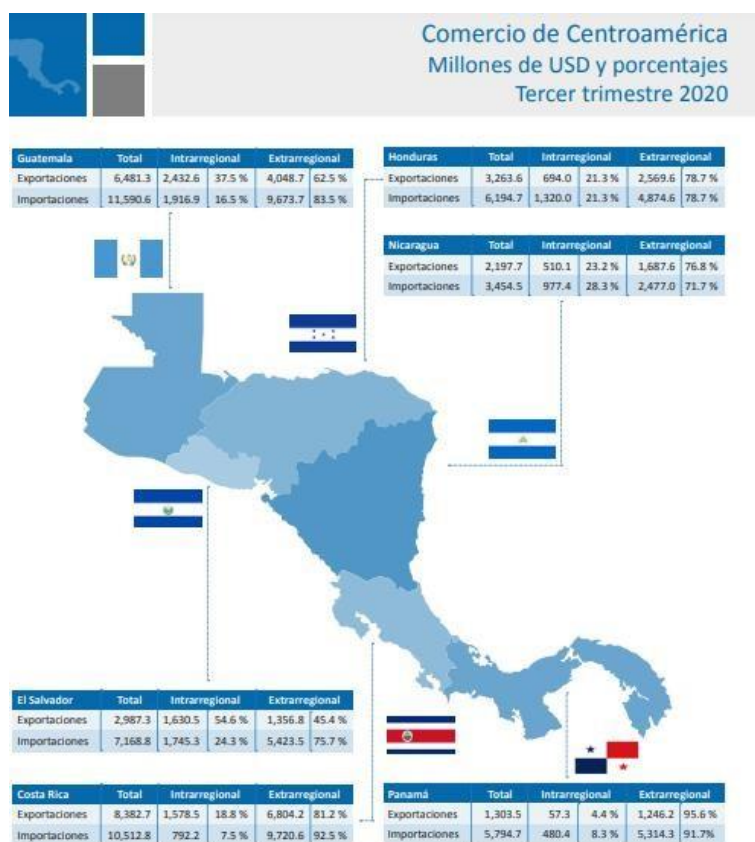 Comercio de Centroamérica
Millones de USD y porcentajes
Tercer trimestre 2020
Guatemala Total Intrarregional Extrarregional
Exportaciones 6,481.3 2,432.6 37.5 % 4,048.7 62.5 %
Importaciones 11,590.6 1,916.9 16.5 % 9,673.7 83.5 %
Honduras Total Intrarregional Extrarregional
Exportaciones 3,263.6 694.0 21.3 % 2,569.6 78.7 %
Importaciones 6,194.7 1,320.0 21.3 % 4,874.6 78.7 %
Nicaragua Total Intrarregional Extrarregional
Exportaciones 2,197.7 510.1 23.2 % 1,687.6 76.8 %
Importaciones 3,454.5 977.4 28.3 % 2,477.0 71.7 %
El Salvador Total Intrarregional Extrarregional
Exportaciones 2,987.3 1,630.5 54.6 % 1,356.8 45.4 %
Importaciones 7,168.8 1,745.3 24.3 % 5,423.5 75.7 %
Costa Rica Total Intrarregional Extrarregional
Exportaciones 8,382.7 1,578.5 18.8 % 6,804.2 81.2 %
Importaciones 10,512.8 792.2 7.5 % 9,720.6 92.5 %
Panamá Total Intrarregional Extrarregional
Exportaciones 1,303.5 57.3 4.4 % 1,246.2 95.6 %
Importaciones 5,794.7 480.4 8.3 % 5,314.3 91.7%